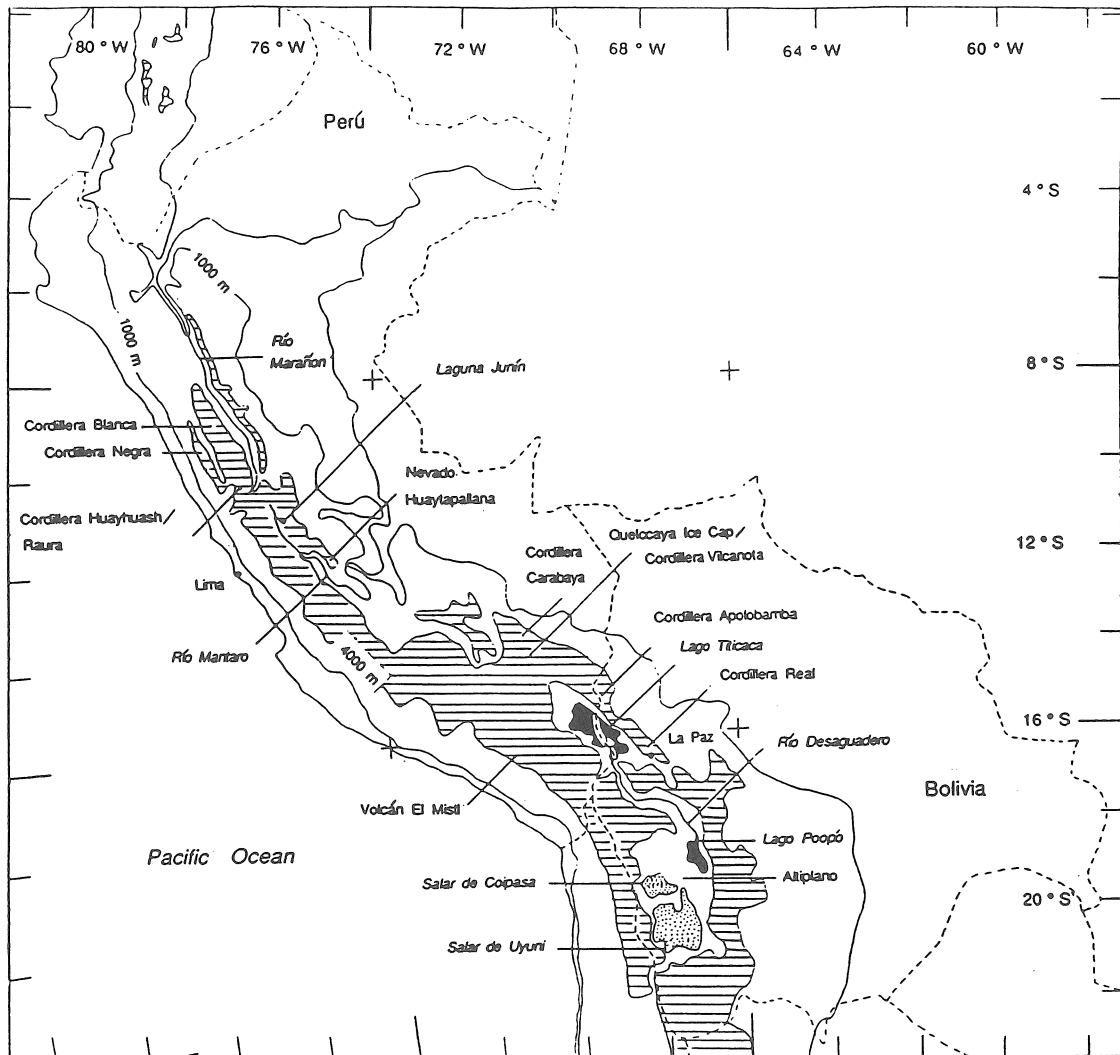 80°W 76°W 72°W 68°W 64°W 60°W
Perú
4°S
1000 m
1000 m
Río
Marañon
Laguna Junín
8°S
Cordillera Blanca
Cordillera Negra
Nevado
Huaytapallana
Cordillera Huayhuash/
Raura
Quelccaya Ice Cap/
Cordillera Vilcanota
12°S
Cordillera
Carabaya
Lima
Cordillera Apolobamba
Río Mantaro
4000 m
Lago Titicaca
Cordillera Real
16°S
La Paz
Río Desaguadero
Bolivia
Volcán El Misti
Lago Poopó
Pacific Ocean
Salar de Coipasa
Altiplano
20°S
Salar de Uyuni